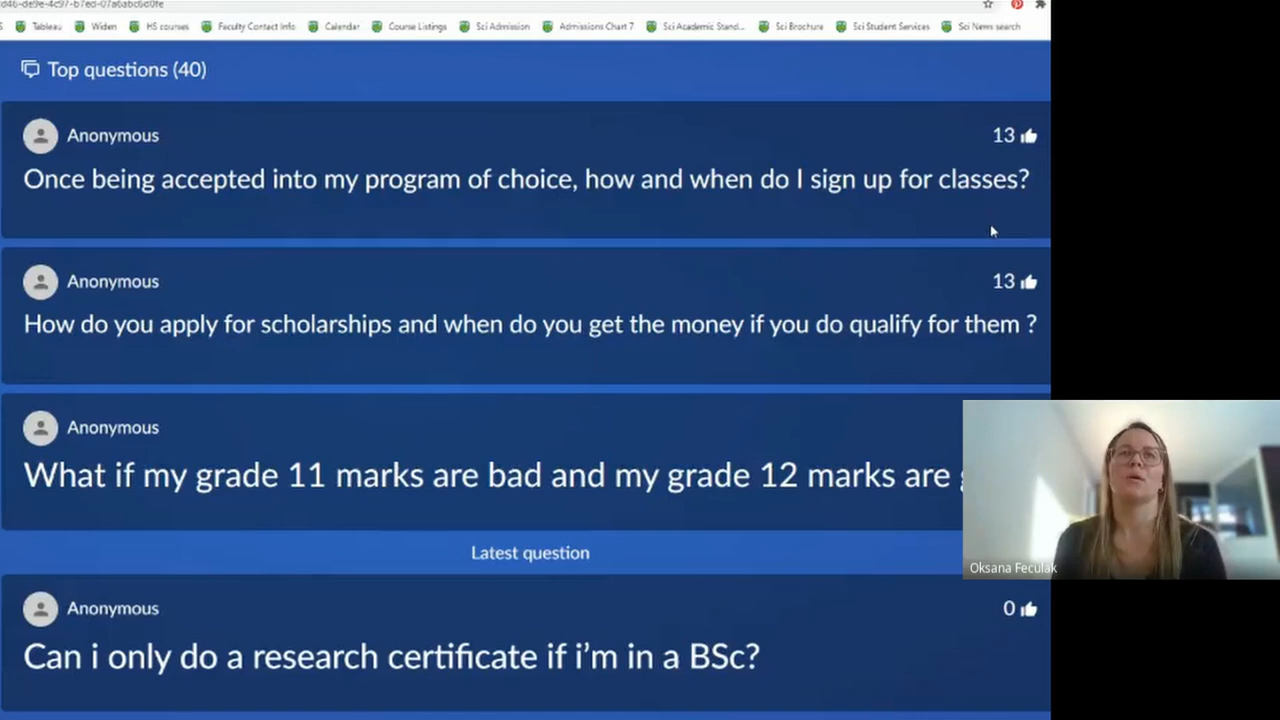 Tableau Widen HS courses Faculty Contact Info Calendar Course Listings Sci Admission Admissions Chart 7 Sci Academic Stand... Sci Brochure Sci Student Services Sci News search
Top questions (40)
Anonymous 13
Once being accepted into my program of choice, how and when do I sign up for classes?
Anonymous 13
How do you apply for scholarships and when do you get the money if you do qualify for them ?
Anonymous
What if my grade 11 marks are bad and my grade 12 marks are
Oksana Feculak
Latest question
Anonymous 0
Can i only do a research certificate if i'm in a BSc?